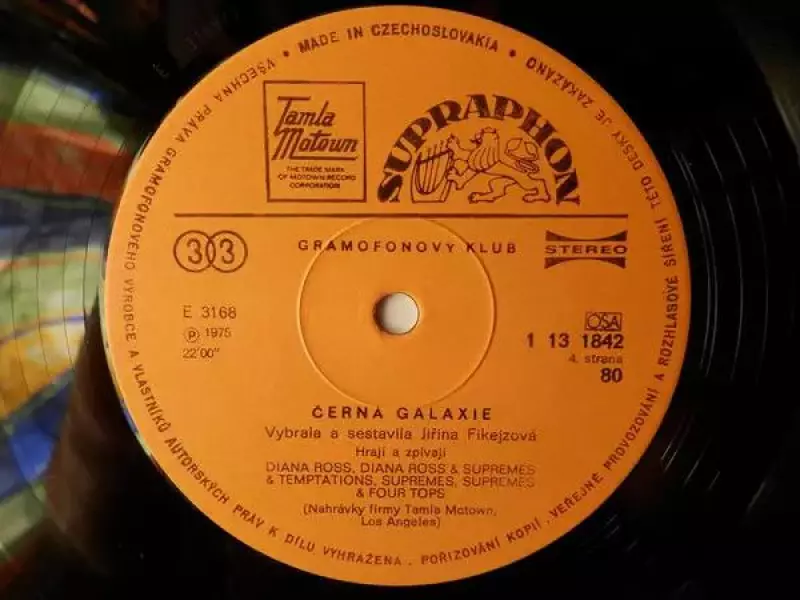 • MADE IN CZECHOSLOVAKIA •
VŠECHNA PRÁVA GRAMOFONOVÉHO VÝROBCE A VLASTNÍKŮ AUTORSKÝCH PRÁV K DÍLU VYHRAZENA. POŘIZOVÁNÍ KOPIÍ, VEŘEJNÉ PROVOZOVÁNÍ A ROZHLASOVÉ ŠÍŘENÍ TÉTO DESKY JE ZAKÁZÁNO
Tamla
Motown
THE TRADE MARK
OF MOTOWN RECORD
CORPORATION
SUPRAPHON
33
GRAMOFONOVÝ KLUB
STEREO
E 3168
Ⓟ 1975
22'00"
OSA
1 13 1842
4. strana
80
ČERNÁ GALAXIE
Vybrala a sestavila Jiřina Fikejzová
Hrají a zpívají
DIANA ROSS, DIANA ROSS & SUPREMES
& TEMPTATIONS, SUPREMES, SUPREMES
& FOUR TOPS
(Nahrávky firmy Tamla Motown,
Los Angeles)